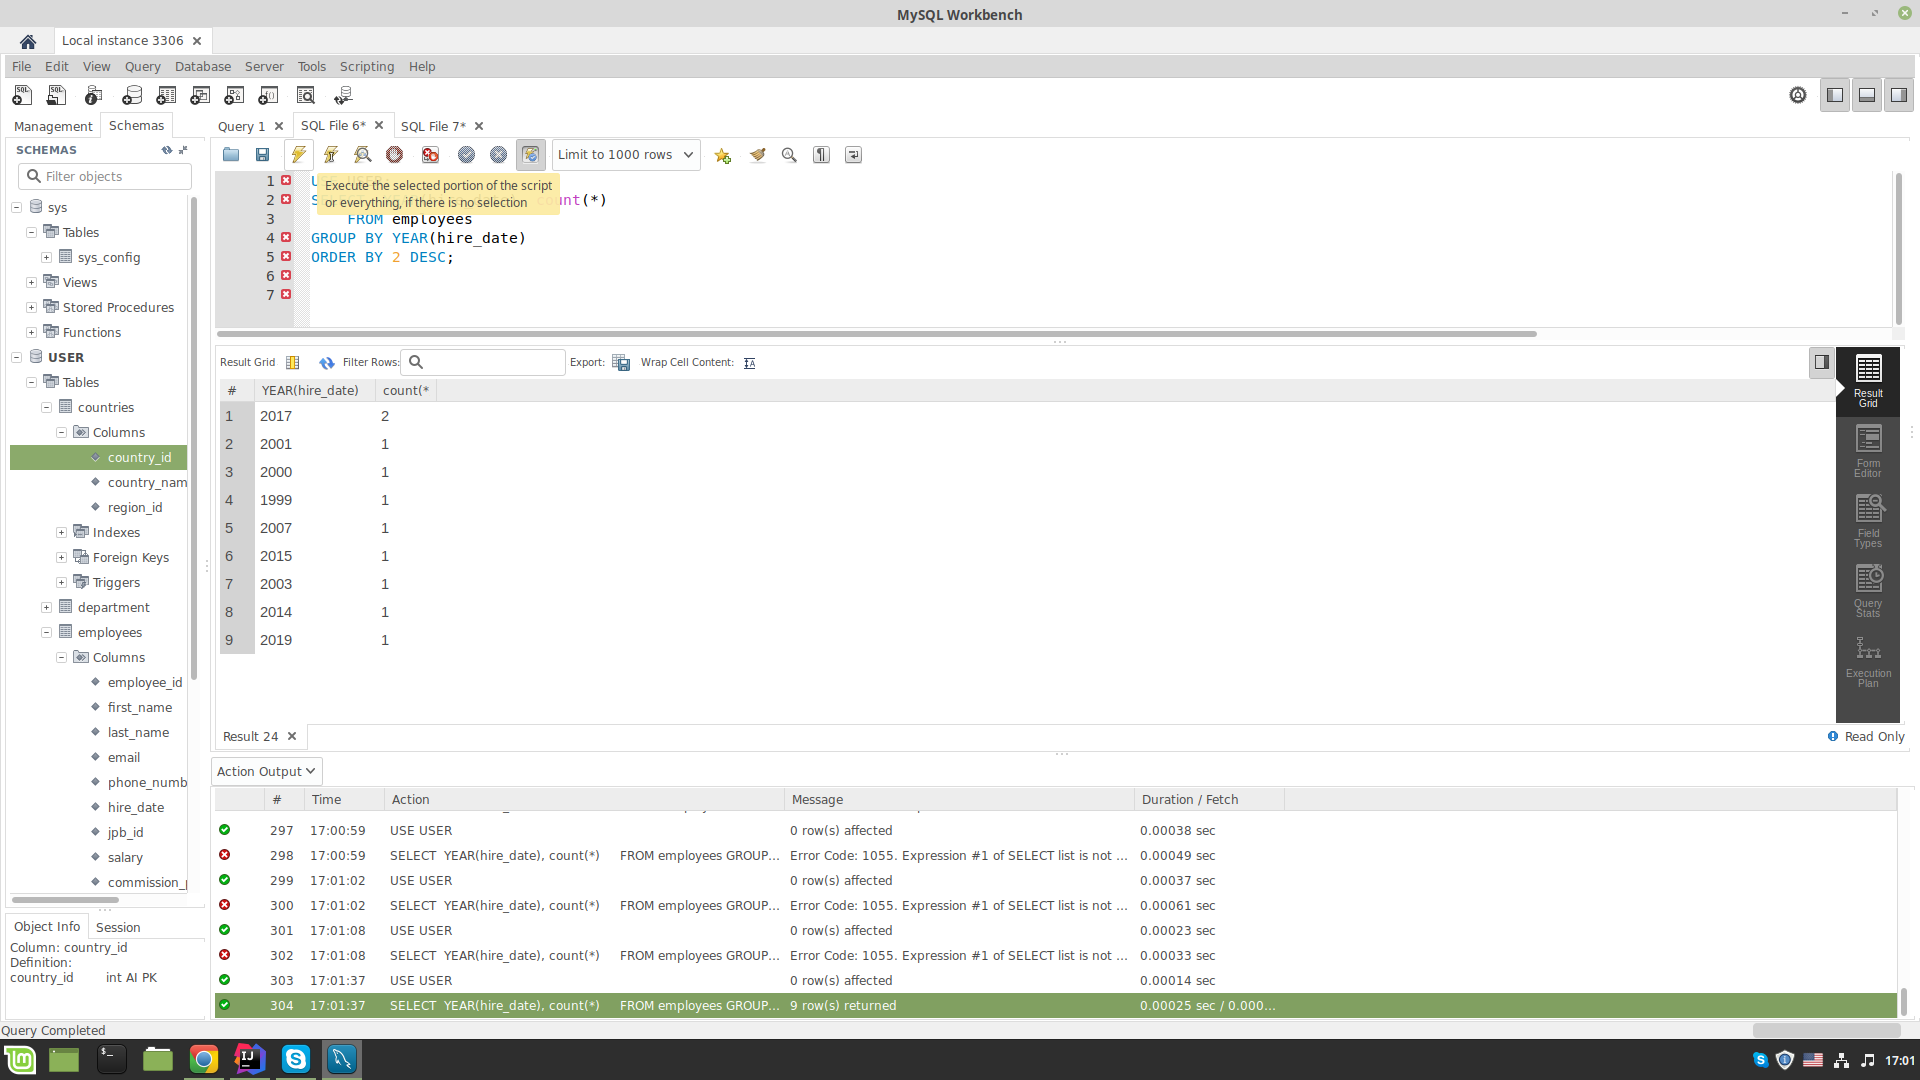 MySQL Workbench
Local instance 3306
File Edit View Query Database Server Tools Scripting Help
Management Schemas
Query 1 SQL File 6* SQL File 7*
SCHEMAS
Filter objects
sys
Tables
sys_config
Views
Stored Procedures
Functions
USER
Tables
countries
Columns
country_id
country_nam
region_id
Indexes
Foreign Keys
Triggers
department
employees
Columns
employee_id
first_name
last_name
email
phone_numb
hire_date
jpb_id
salary
commission_p
Object Info Session
Column: country_id
Definition:
country_id int AI PK
Limit to 1000 rows
Execute the selected portion of the script
or everything, if there is no selection
1 U
2 S unt(*)
3 FROM employees
4 GROUP BY YEAR(hire_date)
5 ORDER BY 2 DESC;
6
7
Result Grid Filter Rows: Export: Wrap Cell Content:
# YEAR(hire_date) count(*
1 2017 2
2 2001 1
3 2000 1
4 1999 1
5 2007 1
6 2015 1
7 2003 1
8 2014 1
9 2019 1
Result
Grid
Form
Editor
Field
Types
Query
Stats
Execution
Plan
Result 24
Read Only
Action Output
# Time Action Message Duration / Fetch
297 17:00:59 USE USER 0 row(s) affected 0.00038 sec
298 17:00:59 SELECT YEAR(hire_date), count(*) FROM employees GROUP... Error Code: 1055. Expression #1 of SELECT list is not ... 0.00049 sec
299 17:01:02 USE USER 0 row(s) affected 0.00037 sec
300 17:01:02 SELECT YEAR(hire_date), count(*) FROM employees GROUP... Error Code: 1055. Expression #1 of SELECT list is not ... 0.00061 sec
301 17:01:08 USE USER 0 row(s) affected 0.00023 sec
302 17:01:08 SELECT YEAR(hire_date), count(*) FROM employees GROUP... Error Code: 1055. Expression #1 of SELECT list is not ... 0.00033 sec
303 17:01:37 USE USER 0 row(s) affected 0.00014 sec
304 17:01:37 SELECT YEAR(hire_date), count(*) FROM employees GROUP... 9 row(s) returned 0.00025 sec / 0.000...
Query Completed
17:01